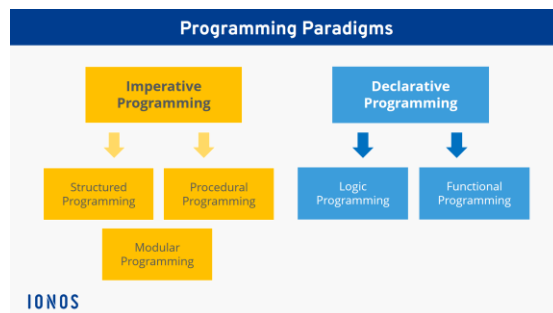 Programming Paradigms
Imperative
Programming
Declarative
Programming
Structured
Programming
Procedural
Programming
Logic
Programming
Functional
Programming
Modular
Programming
IONOS